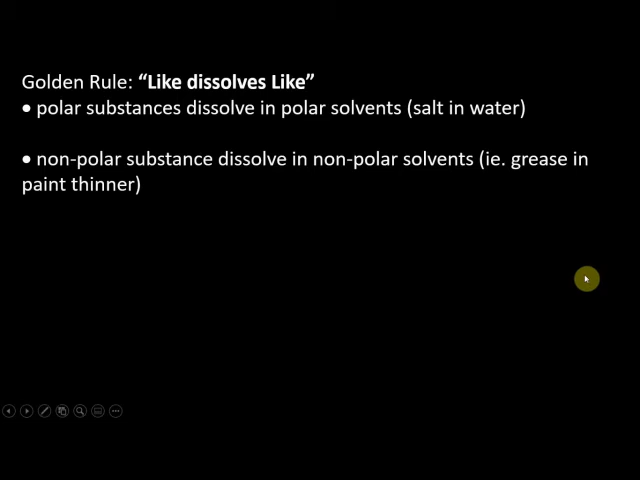 Golden Rule: “Like dissolves Like”
• polar substances dissolve in polar solvents (salt in water)
• non-polar substance dissolve in non-polar solvents (ie. grease in
paint thinner)